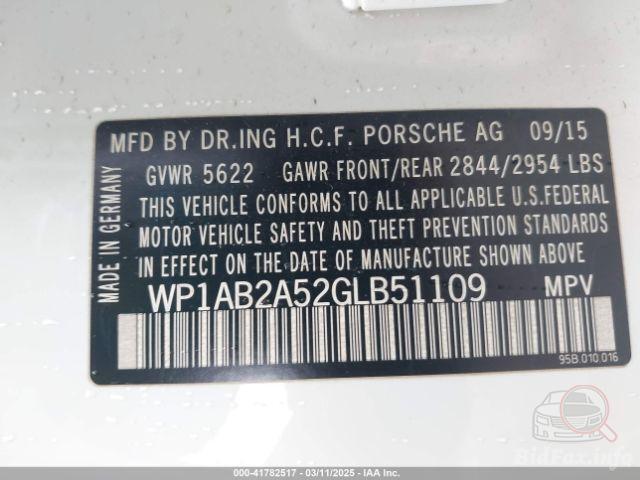 MFD BY DR.ING H.C.F. PORSCHE AG 09/15
GVWR 5622 GAWR FRONT/REAR 2844/2954 LBS
THIS VEHICLE CONFORMS TO ALL APPLICABLE U.S.FEDERAL
MOTOR VEHICLE SAFETY AND THEFT PREVENTION STANDARDS
IN EFFECT ON THE DATE OF MANUFACTURE SHOWN ABOVE
WP1AB2A52GLB51109 MPV
95B.010.016
MADE IN GERMANY
BidFax.info
000-41782517 - 03/11/2025 - IAA Inc.